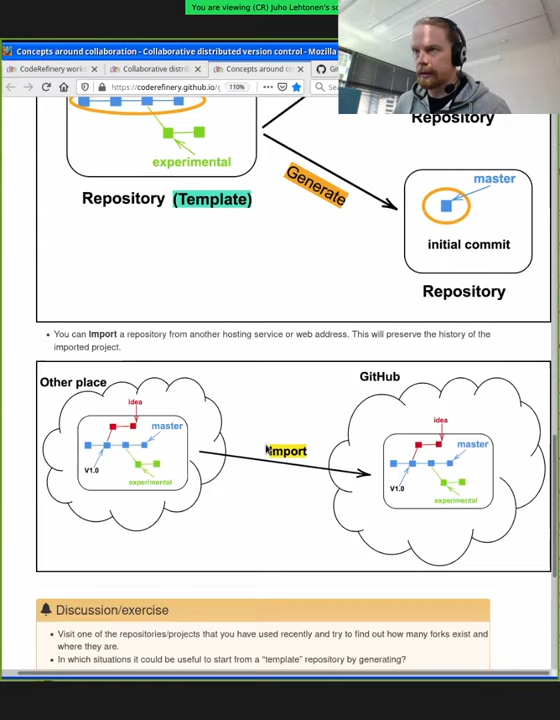 You are viewing (CR) Juho Lehtonen's sc
Concepts around collaboration - Collaborative distributed version control - Mozilla
CodeRefinery work
Collaborative distrib
Concepts around co
Git
https://coderefinery.github.io/g
110%
Repository
experimental
Generate
Repository (Template)
master
initial commit
Repository
You can Import a repository from another hosting service or web address. This will preserve the history of the
imported project.
Other place
GitHub
idea
master
V1.0
experimental
Import
idea
master
V1.0
experimental
Discussion/exercise
Visit one of the repositories/projects that you have used recently and try to find out how many forks exist and
where they are.
In which situations it could be useful to start from a "template" repository by generating?